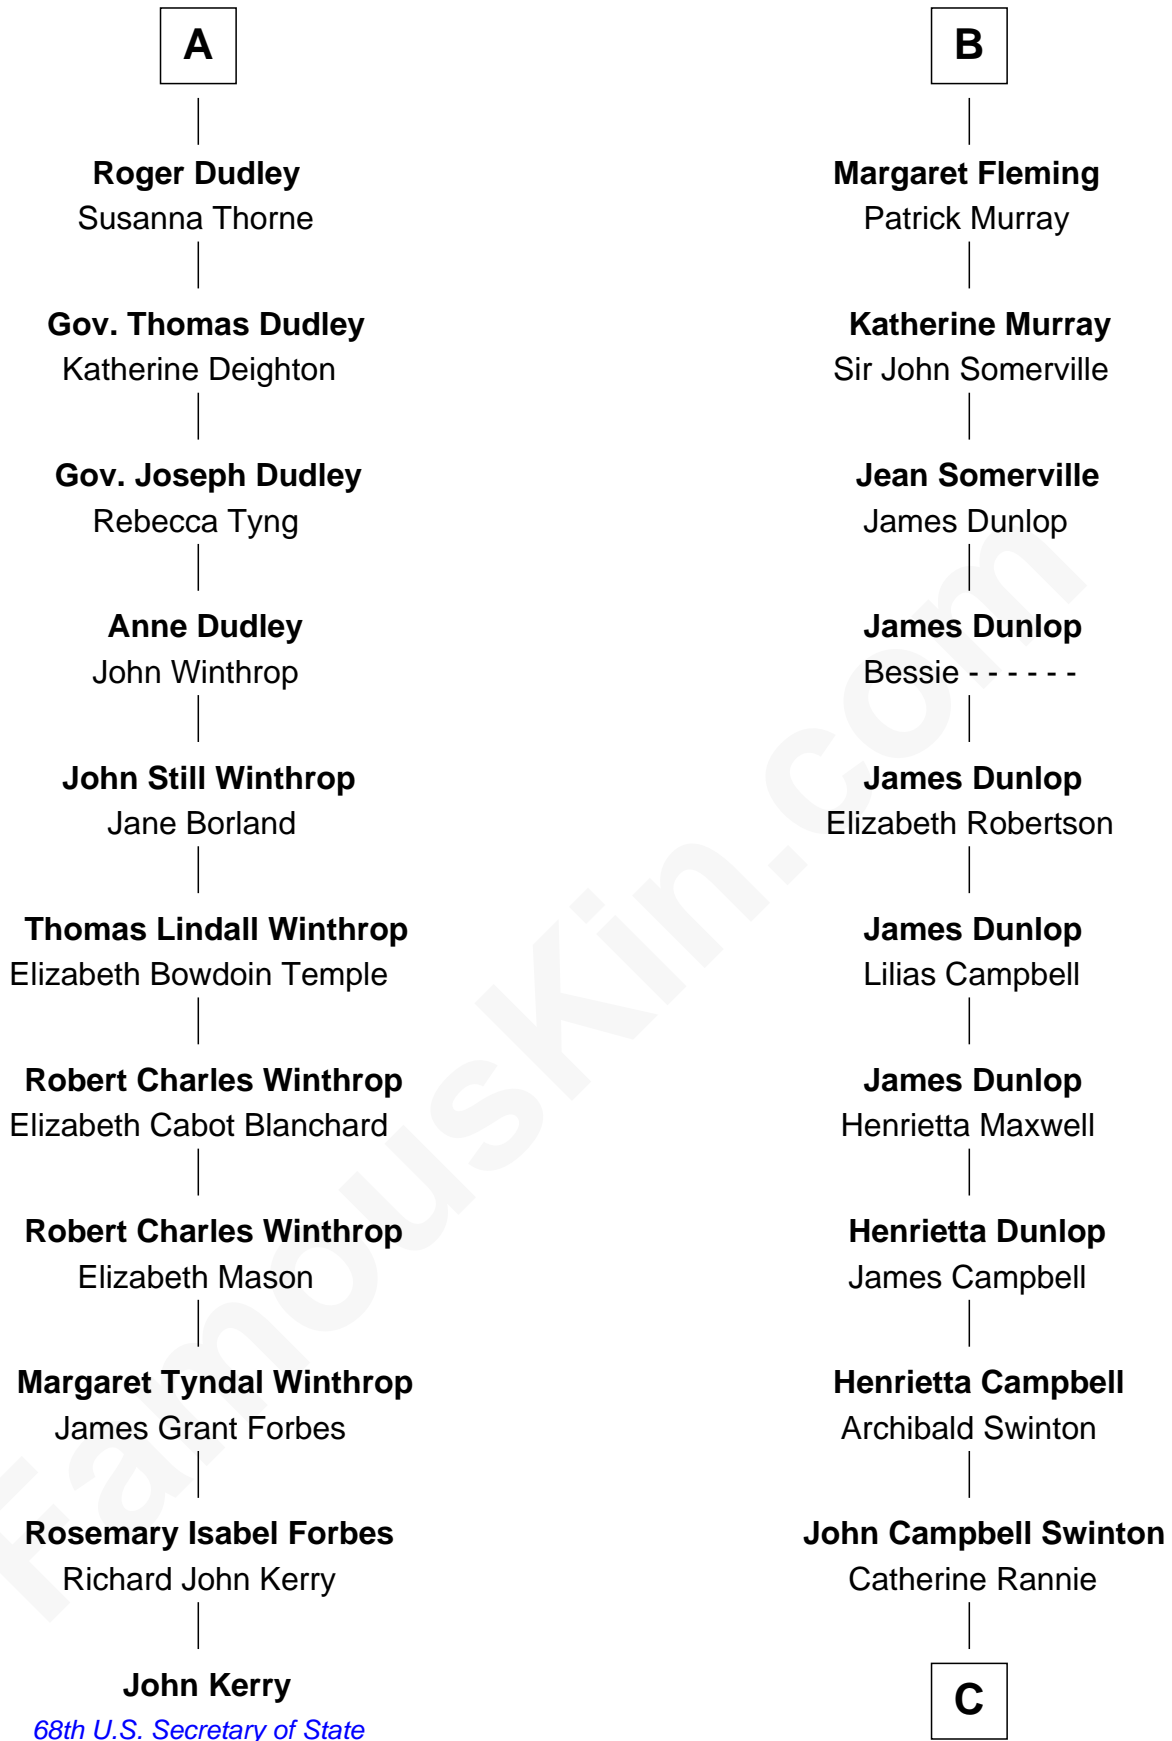 A
Roger Dudley
Susanna Thorne
Gov. Thomas Dudley
Katherine Deighton
Gov. Joseph Dudley
Rebecca Tyng
Anne Dudley
John Winthrop
John Still Winthrop
Jane Borland
Thomas Lindall Winthrop
Elizabeth Bowdoin Temple
Robert Charles Winthrop
Elizabeth Cabot Blanchard
Robert Charles Winthrop
Elizabeth Mason
Margaret Tyndal Winthrop
James Grant Forbes
Rosemary Isabel Forbes
Richard John Kerry
John Kerry
68th U.S. Secretary of State
B
Margaret Fleming
Patrick Murray
Katherine Murray
Sir John Somerville
Jean Somerville
James Dunlop
James Dunlop
Bessie - - - - - -
James Dunlop
Elizabeth Robertson
James Dunlop
Lilias Campbell
James Dunlop
Henrietta Maxwell
Henrietta Dunlop
James Campbell
Henrietta Campbell
Archibald Swinton
John Campbell Swinton
Catherine Rannie
C
FamousKin.com